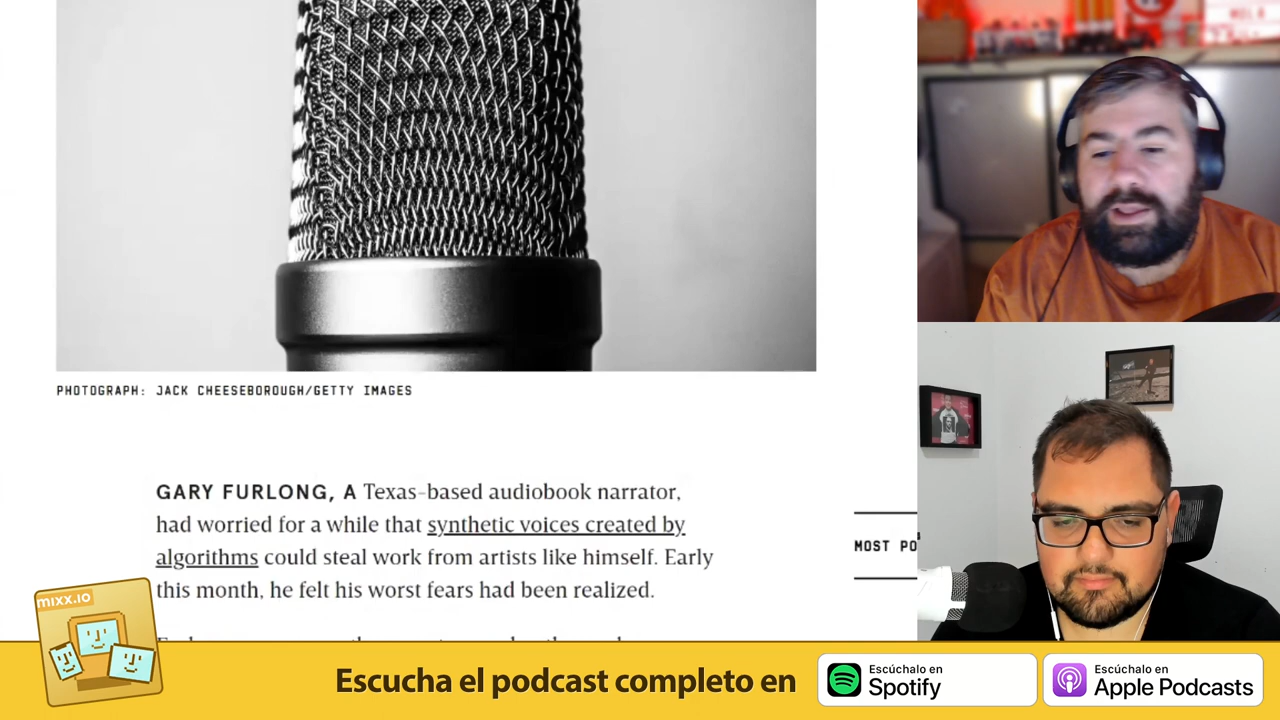 PHOTOGRAPH: JACK CHEESEBOROUGH/GETTY IMAGES
GARY FURLONG, A Texas-based audiobook narrator,
had worried for a while that synthetic voices created by
algorithms could steal work from artists like himself. Early
this month, he felt his worst fears had been realized.
MOST PO
mixx.io
Escucha el podcast completo en
Escúchalo en
Spotify
Escúchalo en
Apple Podcasts